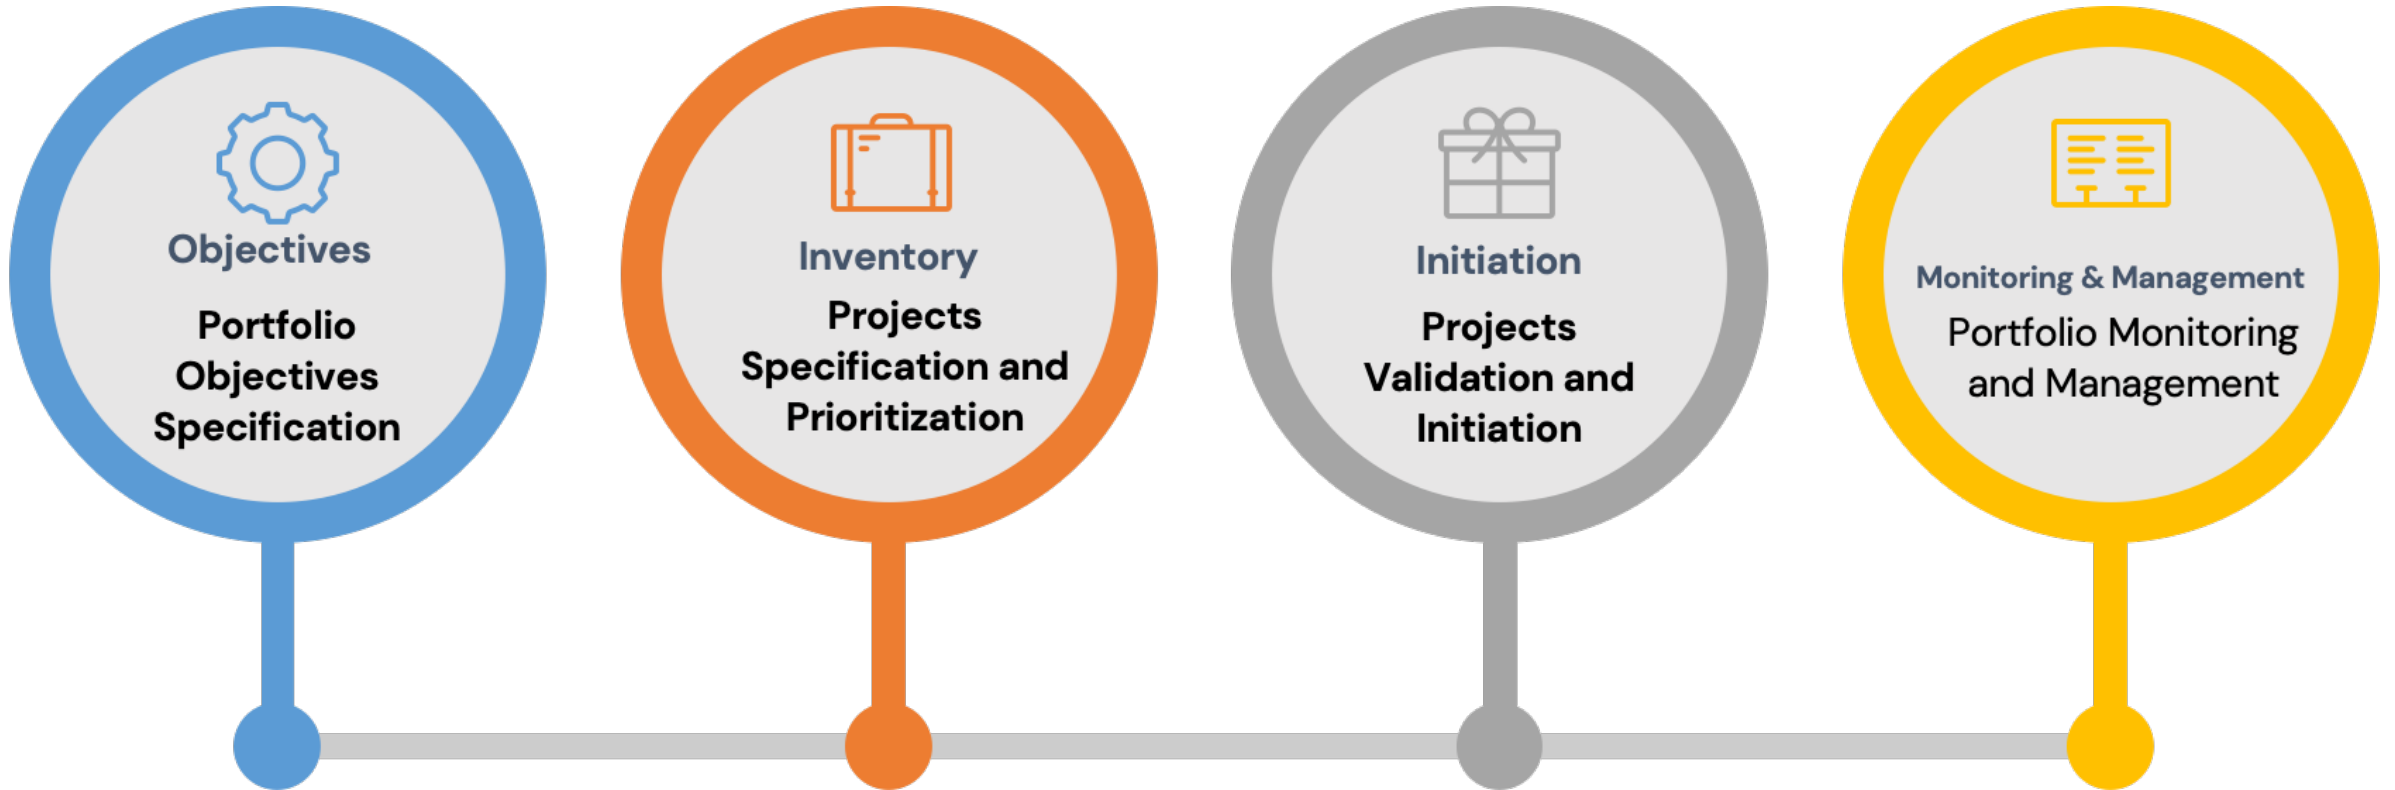 Objectives
Portfolio
Objectives
Specification
Inventory
Projects
Specification and
Prioritization
Initiation
Projects
Validation and
Initiation
Monitoring & Management
Portfolio Monitoring
and Management